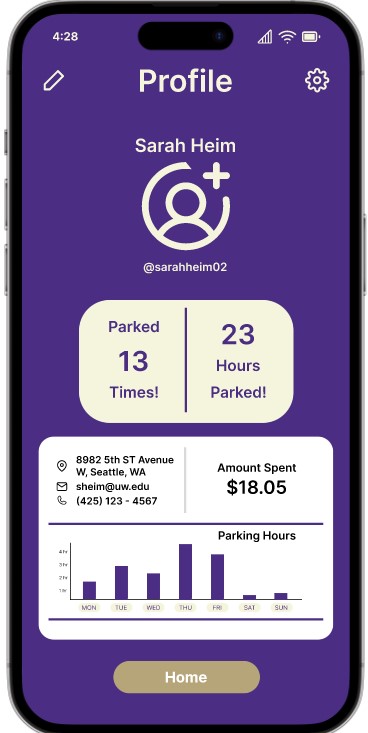 4:28
Profile
Sarah Heim
@sarahheim02
Parked
13
Times!
23
Hours
Parked!
8982 5th ST Avenue
W, Seattle, WA
sheim@uw.edu
(425) 123 - 4567
Amount Spent
$18.05
Parking Hours
4 hr
3 hr
2 hr
1 hr
MON TUE WED THU FRI SAT SUN
Home